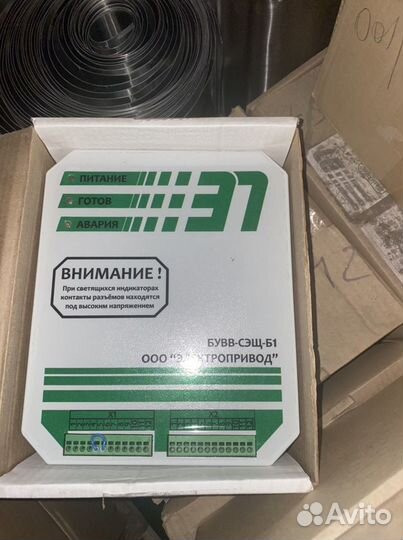 ПИТАНИЕ
ГОТОВ
АВАРИЯ
ЭП
ВНИМАНИЕ !
При светящихся индикаторах
контакты разъёмов находятся
под высоким напряжением
БУВВ-СЭЩ-Б1
ООО "ЭЛЕКТРОПРИВОД"
X1 X2
Avito